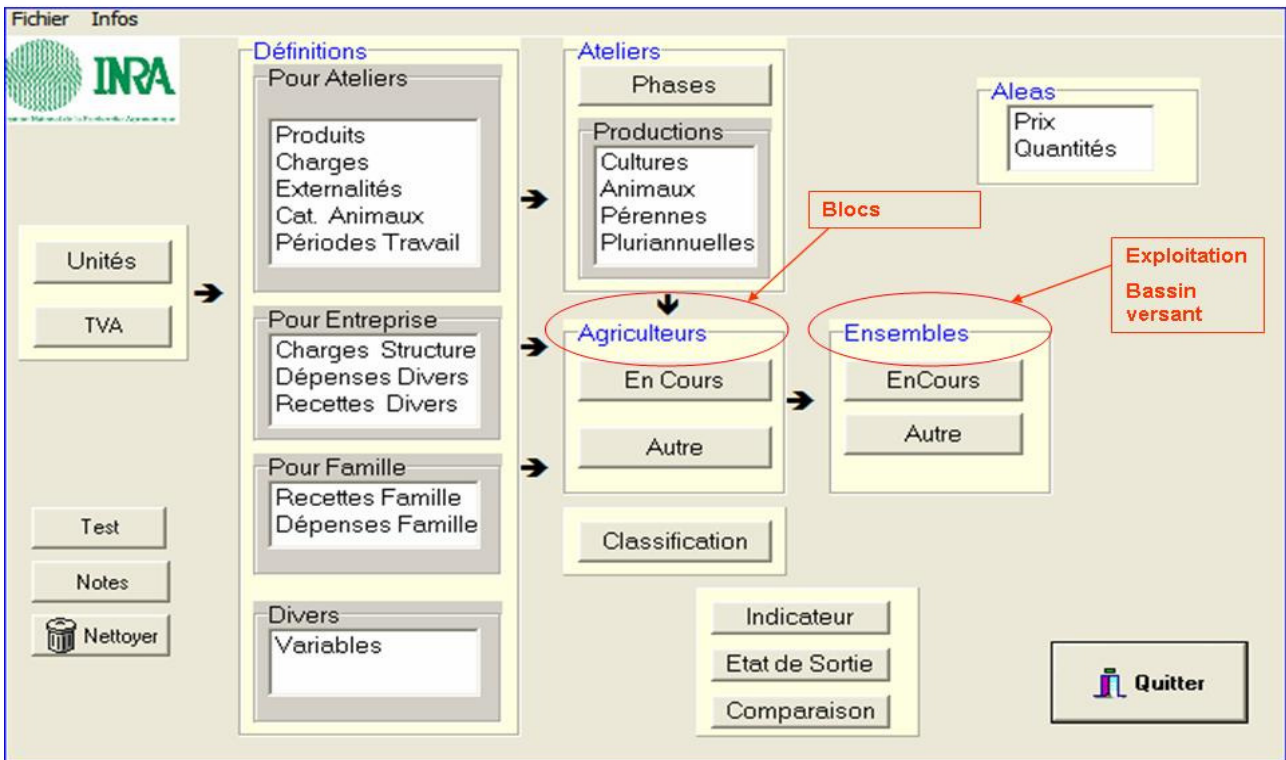 Fichier Infos
INRA
Unités
TVA
Test
Notes
Nettoyer
Définitions
Pour Ateliers
Produits
Charges
Externalités
Cat. Animaux
Périodes Travail
Pour Entreprise
Charges Structure
Dépenses Divers
Recettes Divers
Pour Famille
Recettes Famille
Dépenses Famille
Divers
Variables
Ateliers
Phases
Productions
Cultures
Animaux
Pérennes
Pluriannuelles
Agriculteurs
En Cours
Autre
Classification
Blocs
Aleas
Prix
Quantités
Exploitation
Bassin
versant
Ensembles
EnCours
Autre
Indicateur
Etat de Sortie
Comparaison
Quitter